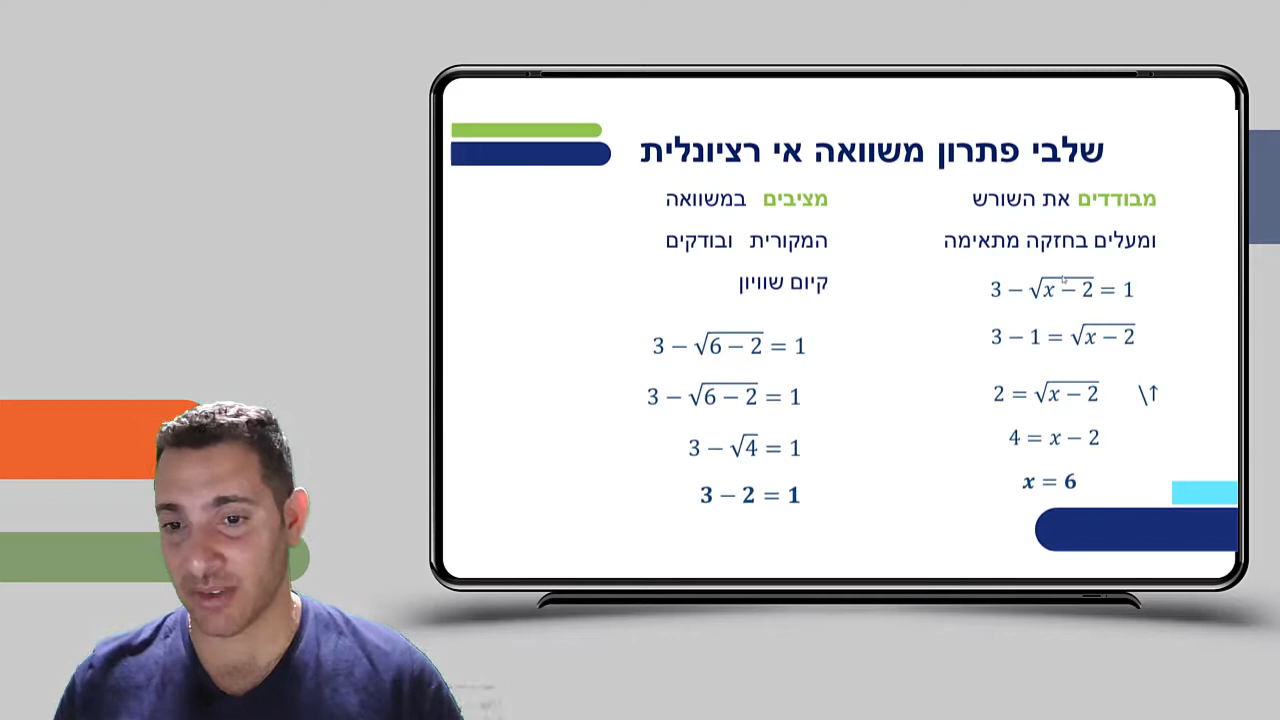 שלבי פתרון משוואה אי רציונלית
מבודדים את השורש
ומעלים בחזקה מתאימה
3 − √(x − 2) = 1
3 − 1 = √(x − 2)
2 = √(x − 2) \↑
4 = x − 2
x = 6
מציבים במשוואה
המקורית ובודקים
קיום שוויון
3 − √(6 − 2) = 1
3 − √(6 − 2) = 1
3 − √4 = 1
3 − 2 = 1